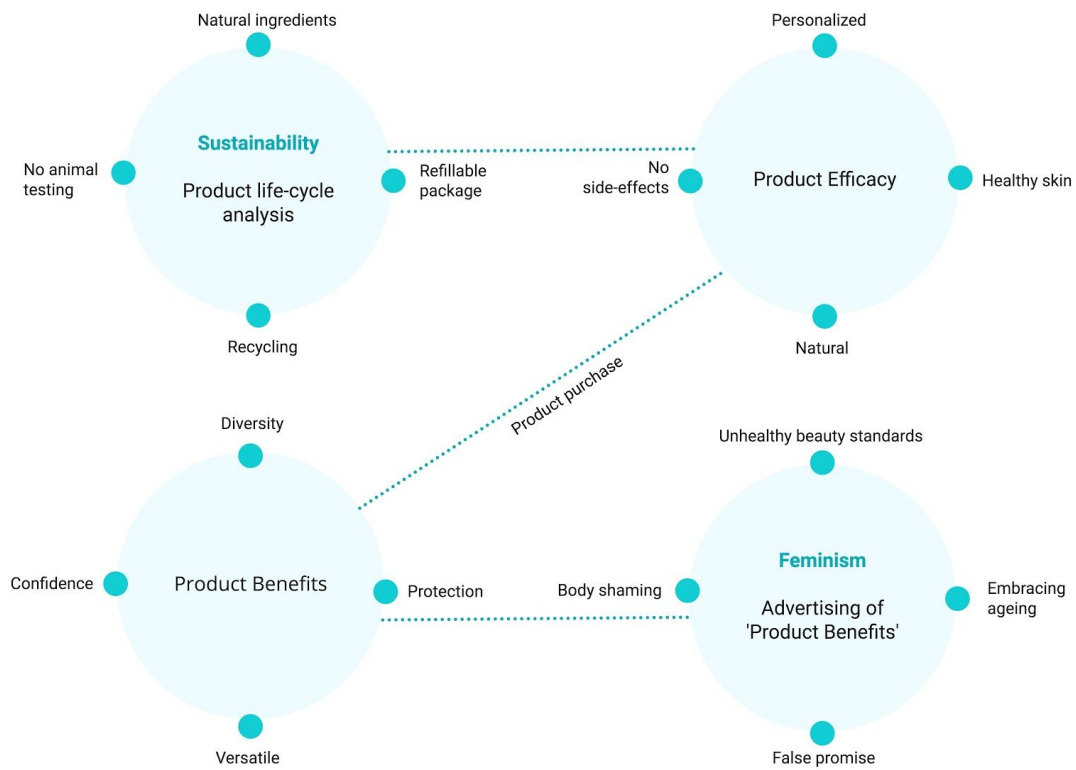 Natural ingredients
Sustainability
Product life-cycle
analysis
No animal
testing
Refillable
package
Recycling
Personalized
No
side-effects
Product Efficacy
Healthy skin
Natural
Product purchase
Diversity
Confidence
Product Benefits
Protection
Versatile
Unhealthy beauty standards
Feminism
Advertising of
'Product Benefits'
Body shaming
Embracing
ageing
False promise